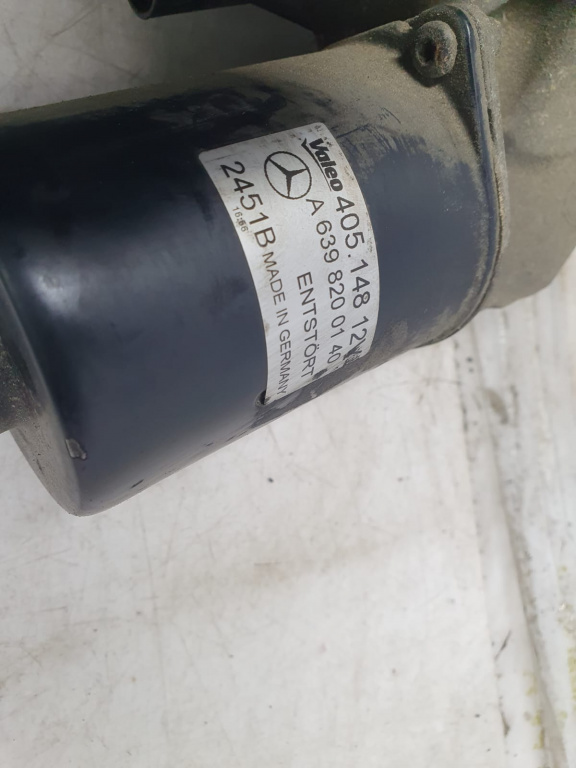 Valeo 405.148 12V
A 639 820 01 40
ENTSTÖRT
2451B MADE IN GERMANY